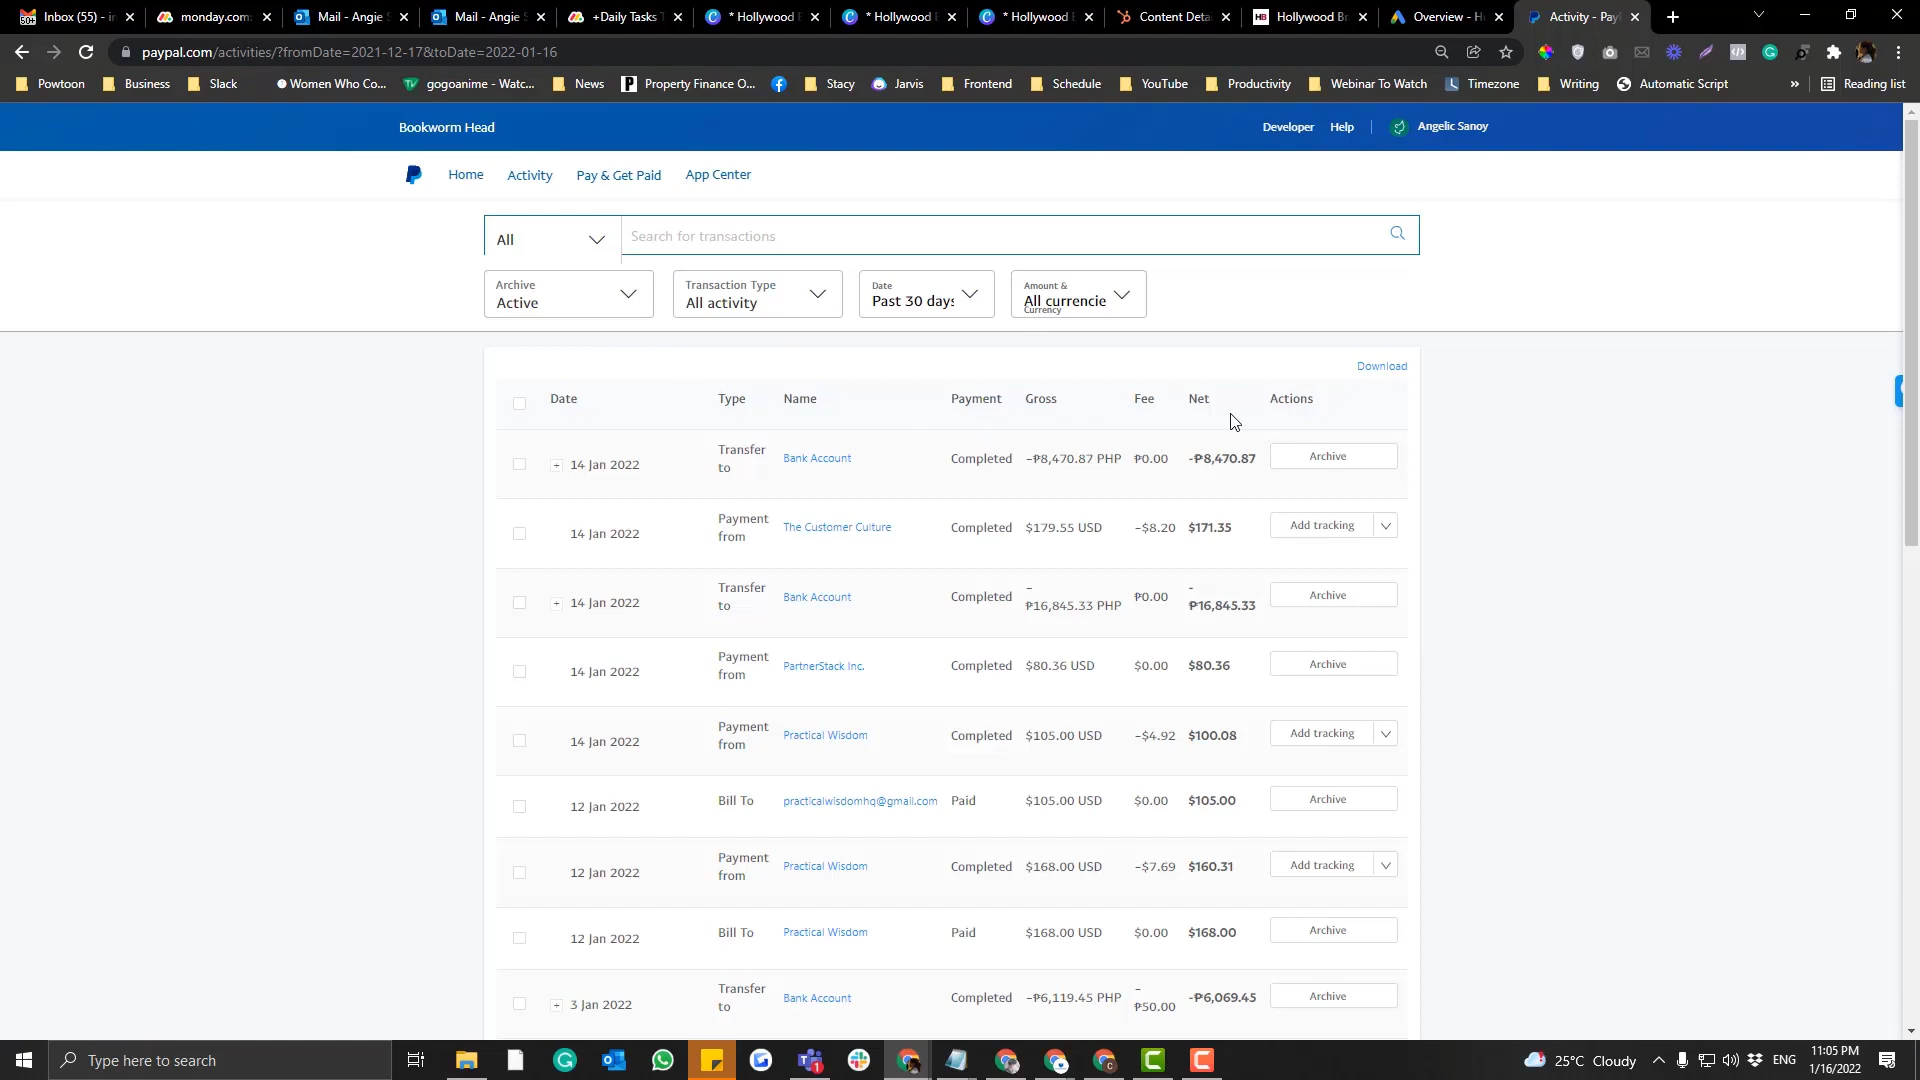 Inbox (55) - i
monday.com:
Mail - Angie S
Mail - Angie S
+Daily Tasks T
* Hollywood E
* Hollywood E
* Hollywood E
Content Deta
Hollywood Br
Overview - H
Activity - Pay
paypal.com/activities/?fromDate=2021-12-17&toDate=2022-01-16
Powtoon
Business
Slack
Women Who Co...
gogoanime - Watc...
News
Property Finance O...
Stacy
Jarvis
Frontend
Schedule
YouTube
Productivity
Webinar To Watch
Timezone
Writing
Automatic Script
»
Reading list
Bookworm Head
Developer
Help
Angelic Sanoy
Home
Activity
Pay & Get Paid
App Center
All
Search for transactions
Archive
Active
Transaction Type
All activity
Date
Past 30 days
Amount &
All currencie
Currency
Download
Date Type Name Payment Gross Fee Net Actions
14 Jan 2022 Transfer to Bank Account Completed -₱8,470.87 PHP ₱0.00 -₱8,470.87 Archive
14 Jan 2022 Payment from The Customer Culture Completed $179.55 USD -$8.20 $171.35 Add tracking
14 Jan 2022 Transfer to Bank Account Completed -₱16,845.33 PHP ₱0.00 -₱16,845.33 Archive
14 Jan 2022 Payment from PartnerStack Inc. Completed $80.36 USD $0.00 $80.36 Archive
14 Jan 2022 Payment from Practical Wisdom Completed $105.00 USD -$4.92 $100.08 Add tracking
12 Jan 2022 Bill To practicalwisdomhq@gmail.com Paid $105.00 USD $0.00 $105.00 Archive
12 Jan 2022 Payment from Practical Wisdom Completed $168.00 USD -$7.69 $160.31 Add tracking
12 Jan 2022 Bill To Practical Wisdom Paid $168.00 USD $0.00 $168.00 Archive
3 Jan 2022 Transfer to Bank Account Completed -₱6,119.45 PHP -₱50.00 -₱6,069.45 Archive
Type here to search
25°C Cloudy
ENG
11:05 PM
1/16/2022